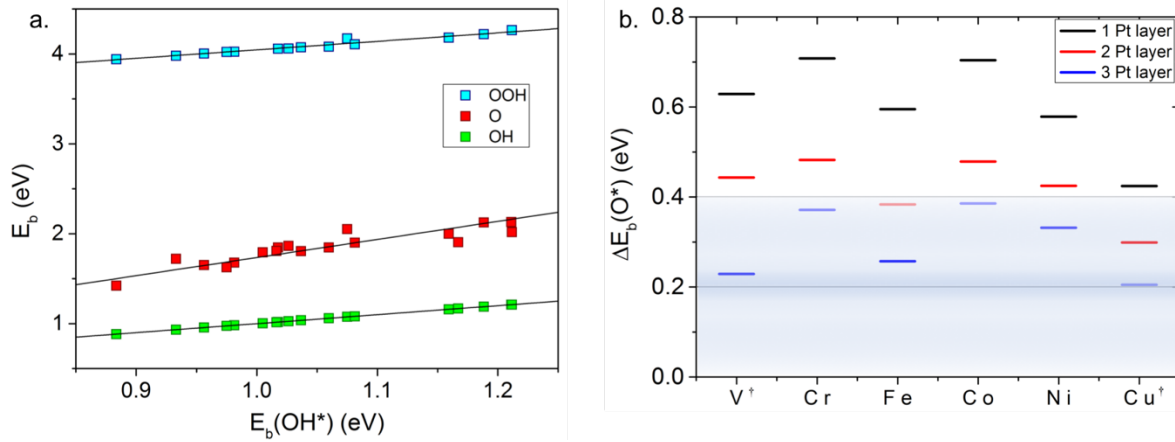 a.
E_b (eV)
4
3
2
1
OOH
O
OH
0.9 1.0 1.1 1.2
E_b(OH*) (eV)
b.
ΔE_b(O*) (eV)
0.8
0.6
0.4
0.2
0.0
1 Pt layer
2 Pt layer
3 Pt layer
V† Cr Fe Co Ni Cu†